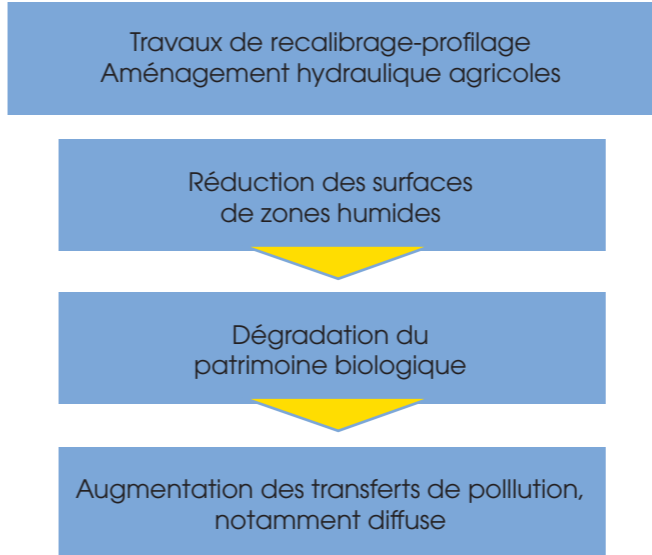 Travaux de recalibrage-profilage
Aménagement hydraulique agricoles
Réduction des surfaces
de zones humides
Dégradation du
patrimoine biologique
Augmentation des transferts de polllution,
notamment diffuse